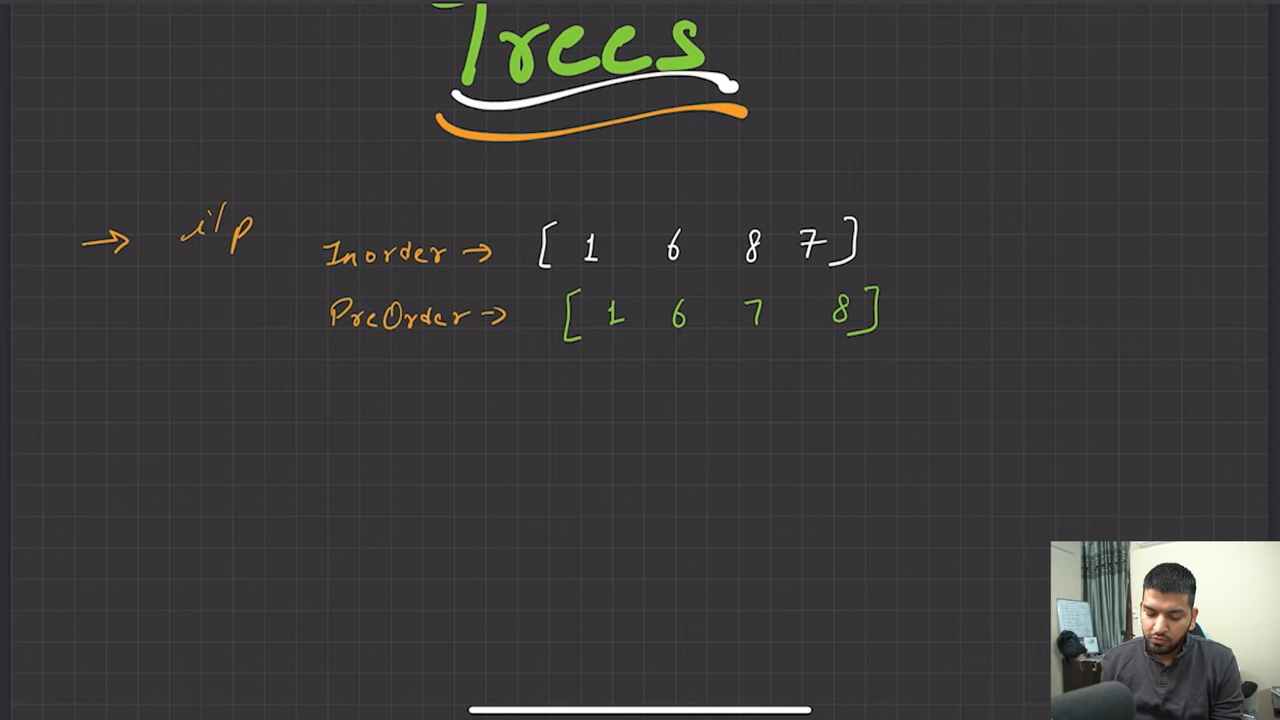 Trees
→ i/p
Inorder → [ 1 6 8 7 ]
PreOrder → [ 1 6 7 8 ]